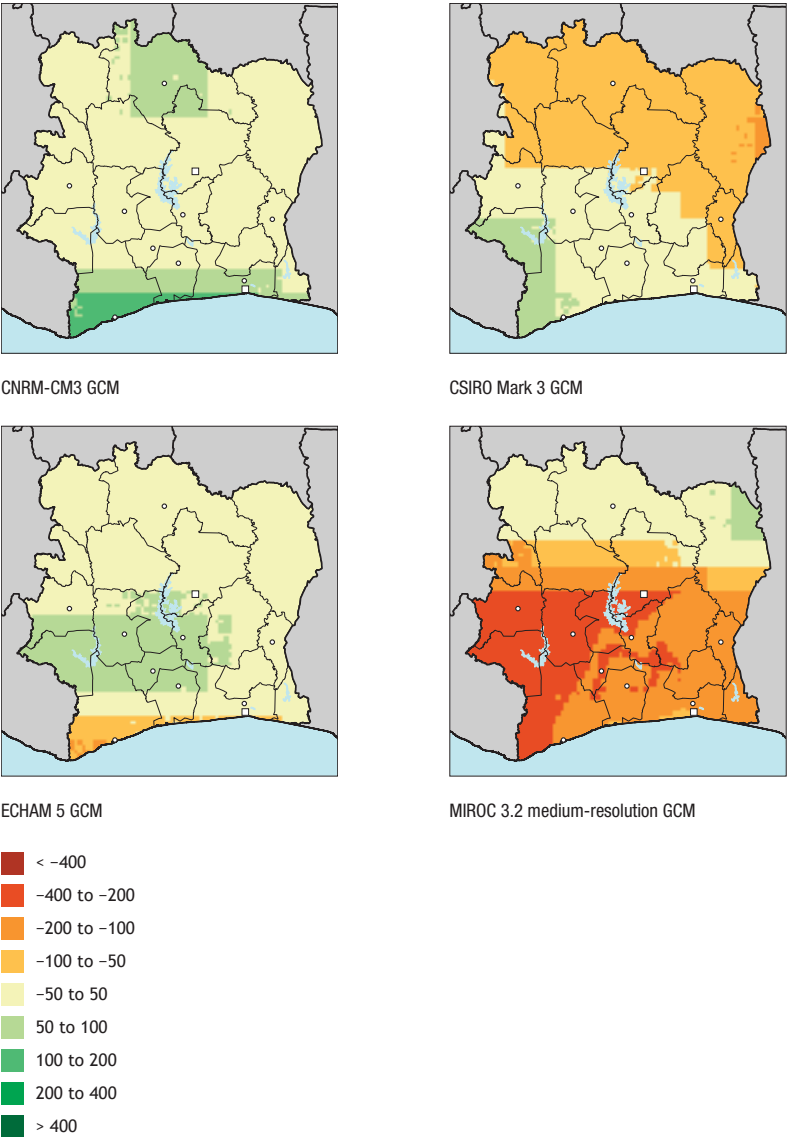 CNRM-CM3 GCM
CSIRO Mark 3 GCM
ECHAM 5 GCM
MIROC 3.2 medium-resolution GCM
< −400
−400 to −200
−200 to −100
−100 to −50
−50 to 50
50 to 100
100 to 200
200 to 400
> 400